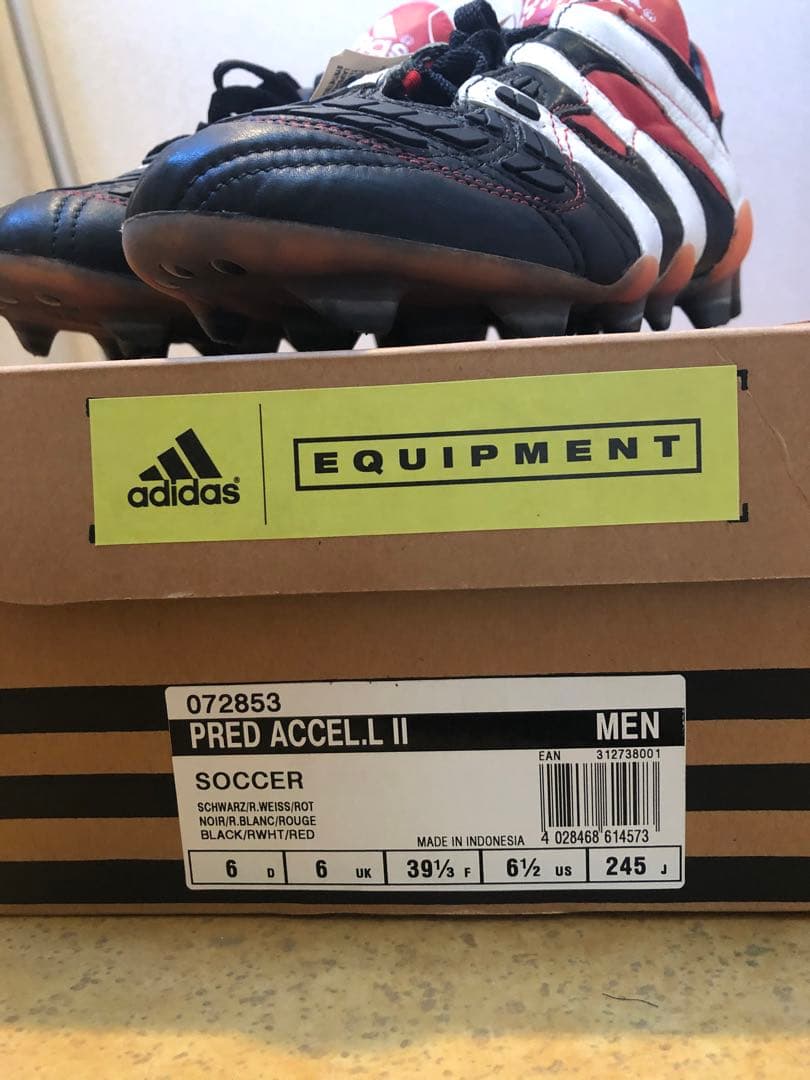 adidas
adidas
EQUIPMENT
072853
PRED ACCEL.L II MEN
SOCCER
EAN 312738001
SCHWARZ/R.WEISS/ROT
NOIR/R.BLANC/ROUGE
BLACK/RWHT/RED
MADE IN INDONESIA
4 028468 614573
6 D 6 UK 39⅓ F 6½ US 245 J